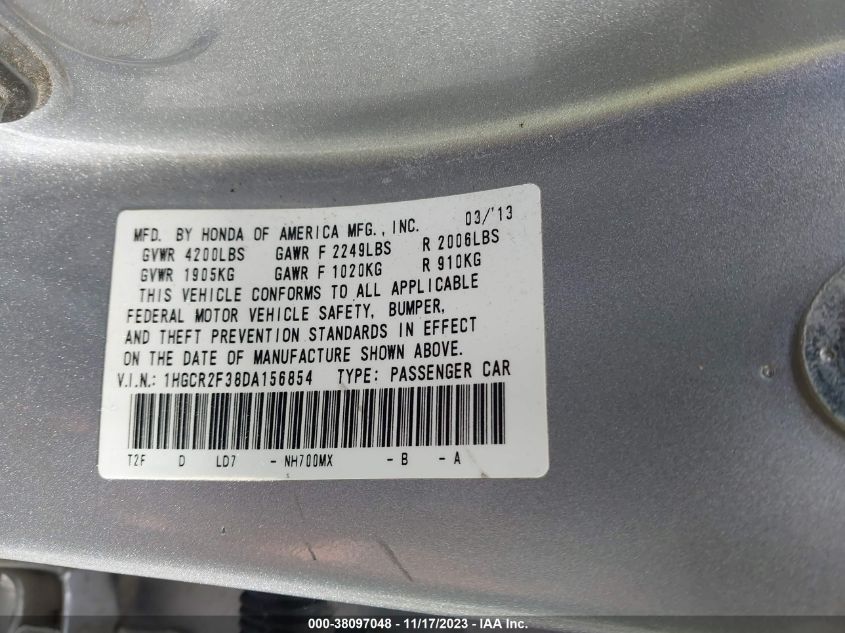 MFD. BY HONDA OF AMERICA MFG., INC. 03/'13
GVWR 4200LBS GAWR F 2249LBS R 2006LBS
GVWR 1905KG GAWR F 1020KG R 910KG
THIS VEHICLE CONFORMS TO ALL APPLICABLE
FEDERAL MOTOR VEHICLE SAFETY, BUMPER,
AND THEFT PREVENTION STANDARDS IN EFFECT
ON THE DATE OF MANUFACTURE SHOWN ABOVE.
V.I.N.: 1HGCR2F38DA156854 TYPE: PASSENGER CAR
T2F D LD7 - NH700MX - B - A
000-38097048 - 11/17/2023 - IAA Inc.